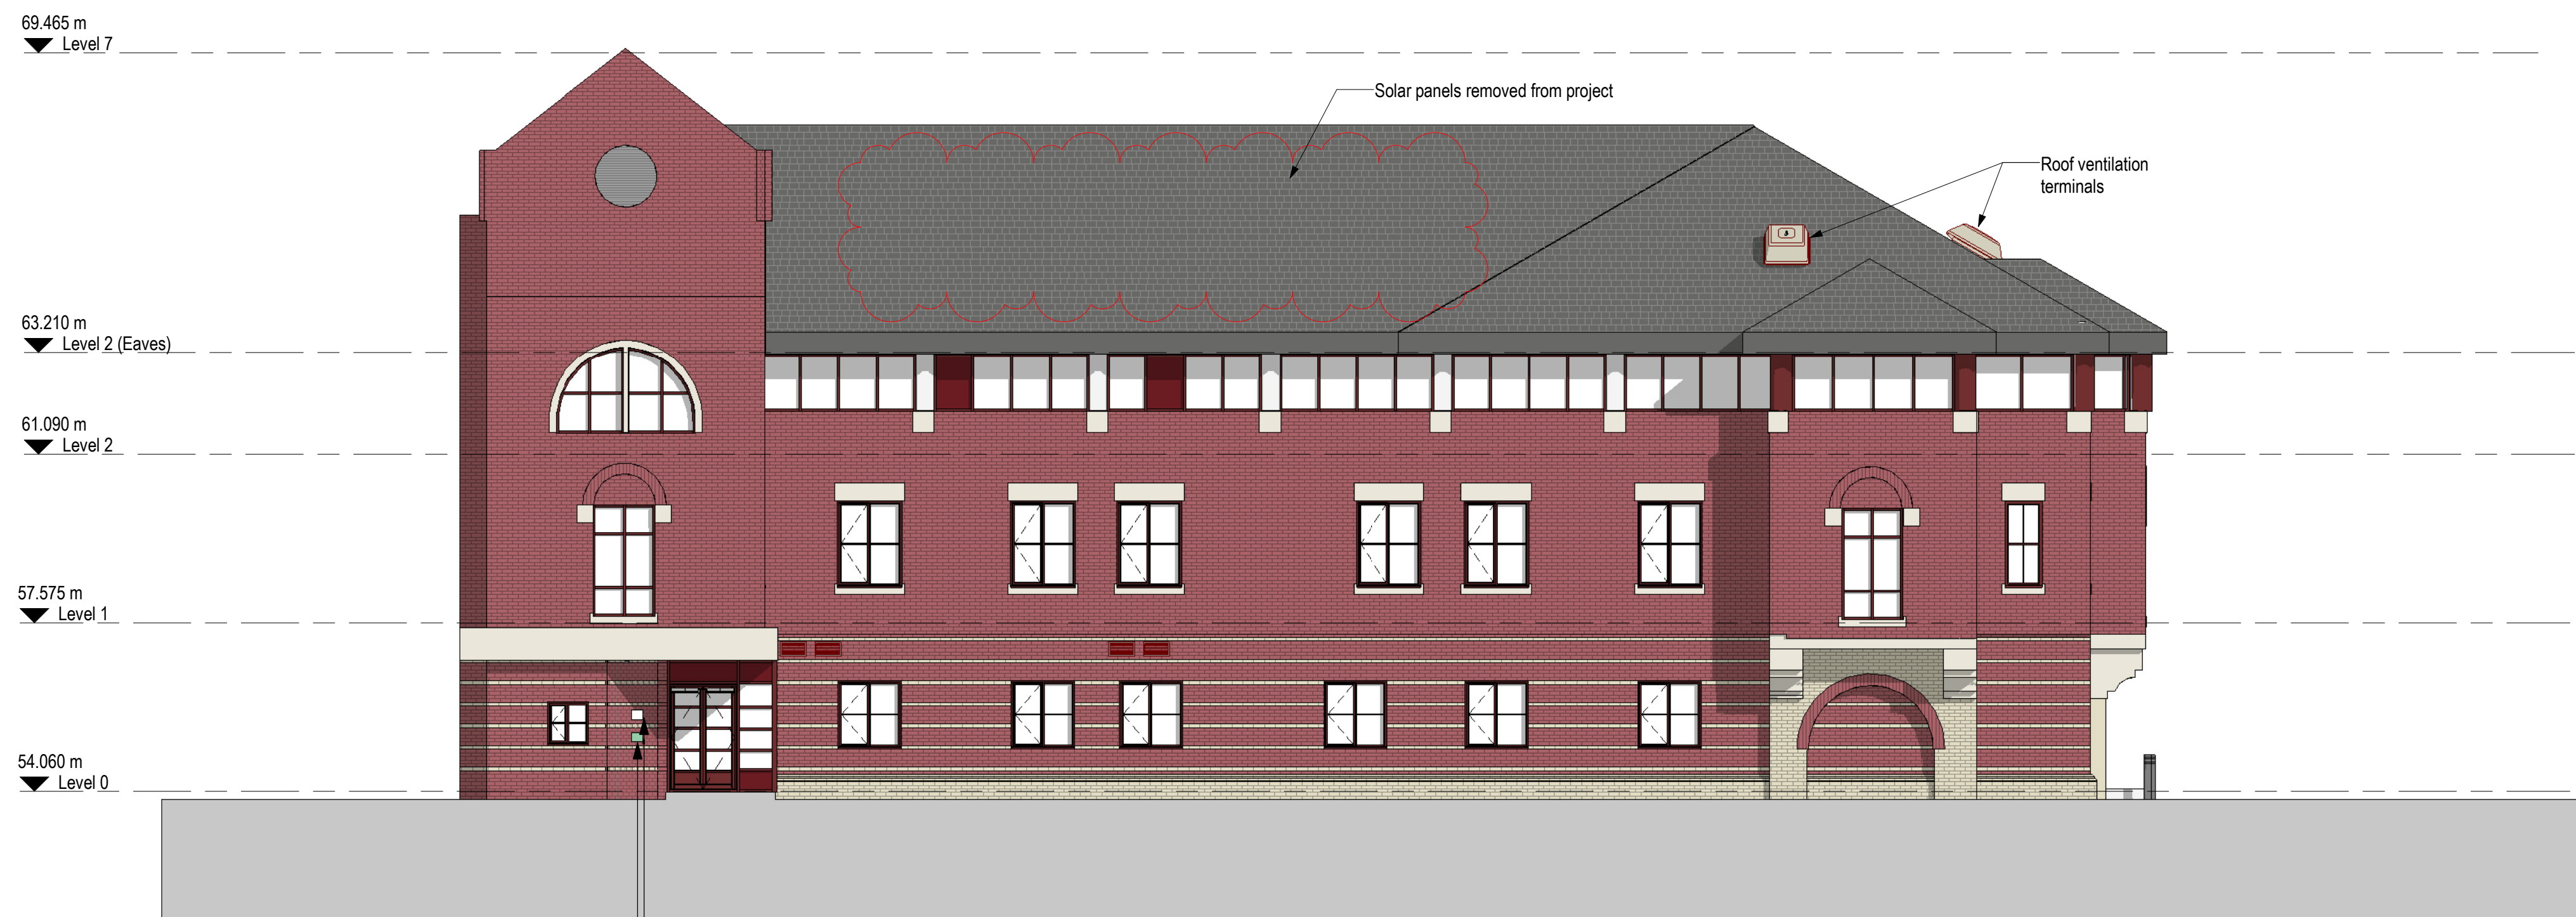 69.465 m
Level 7
Solar panels removed from project
Roof ventilation
terminals
63.210 m
Level 2 (Eaves)
61.090 m
Level 2
57.575 m
Level 1
54.060 m
Level 0